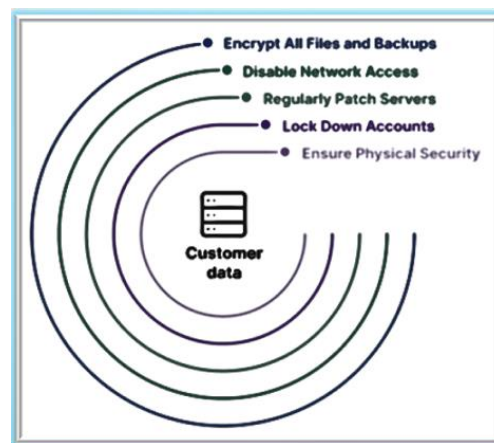 Encrypt All Files and Backups
Disable Network Access
Regularly Patch Servers
Lock Down Accounts
Ensure Physical Security
Customer
data